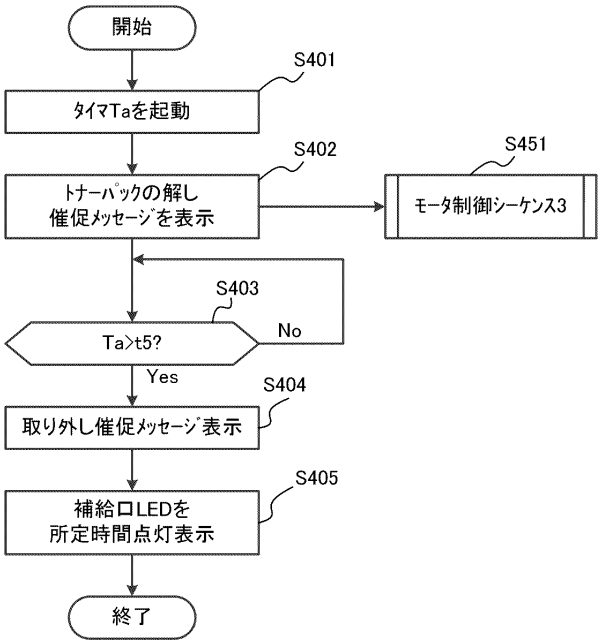 開始
S401
ﾀｲﾏTaを起動
S402
ﾄﾅｰﾊﾟｯｸの解し
催促ﾒｯｾｰｼﾞを表示
S451
ﾓｰﾀ制御ｼｰｹﾝｽ3
S403
Ta>t5?
No
Yes
S404
取り外し催促ﾒｯｾｰｼﾞ表示
S405
補給口LEDを
所定時間点灯表示
終了